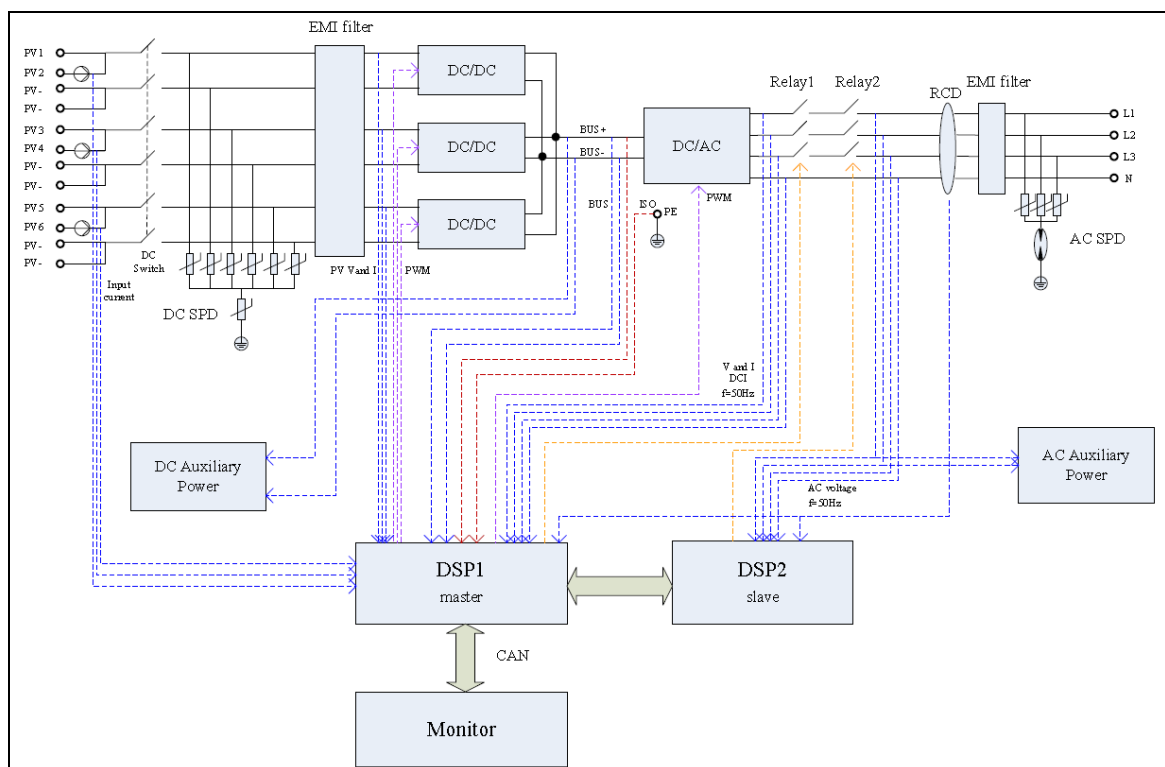 EMI filter
PV1
PV2
PV-
PV-
PV3
PV4
PV-
PV-
PV5
PV6
PV-
PV-
DC
Switch
Input
current
DC SPD
DC/DC
DC/DC
DC/DC
PV Vand I
PWM
BUS+
BUS-
BUS
ISO
PE
DC/AC
PWM
Relay1
Relay2
RCD
EMI filter
L1
L2
L3
N
AC SPD
V and I
DCI
f=50Hz
DC Auxiliary
Power
AC Auxiliary
Power
AC voltage
f=50Hz
DSP1
master
DSP2
slave
CAN
Monitor